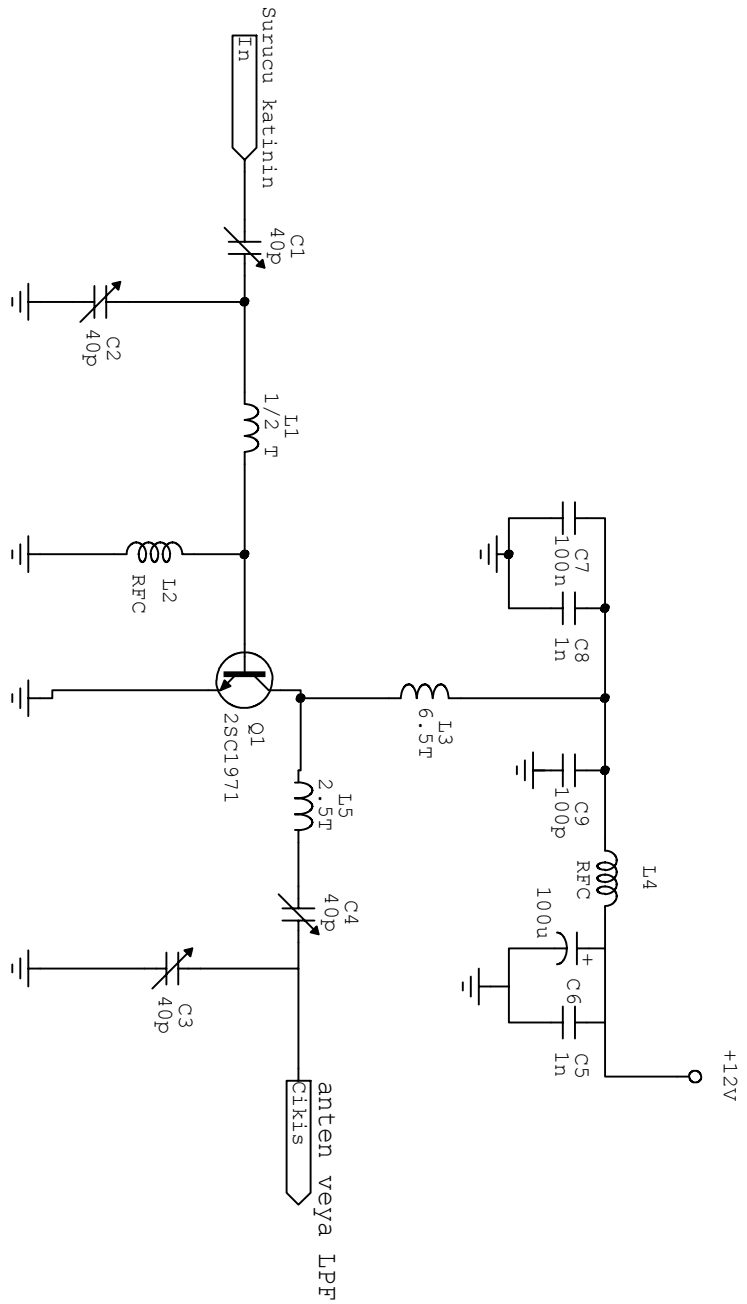 Surucu katinin
In
C1
40p
C2
40p
L1
1/2 T
L2
RFC
Q1
2SC1971
L3
6.5T
C7
100n
C8
1n
C9
100p
L4
RFC
100u
+
C6
C5
1n
+12V
L5
2.5T
C4
40p
C3
40p
anten veya LPF
Cikis